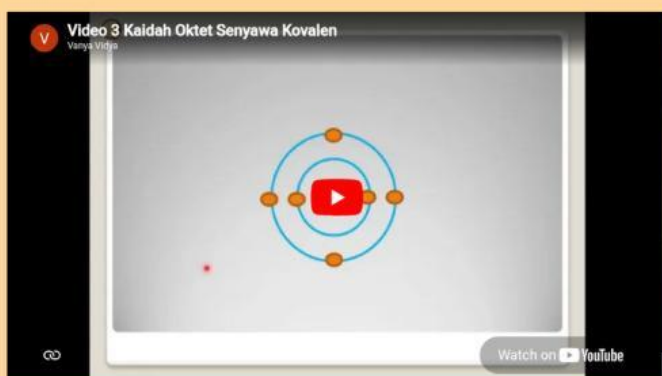 V
Video 3 Kaidah Oktet Senyawa Kovalen
Vanya Vidya
Watch on YouTube